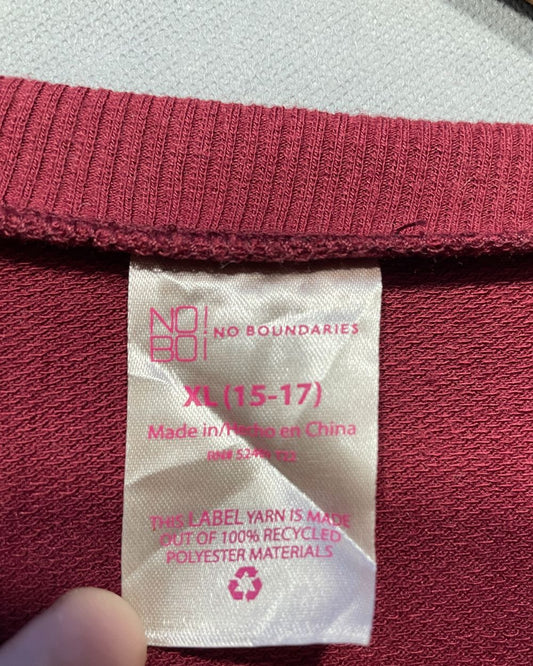 NO!
BO!
NO BOUNDARIES
XL (15-17)
Made in/Hecho en China
THIS LABEL YARN IS MADE
OUT OF 100% RECYCLED
POLYESTER MATERIALS